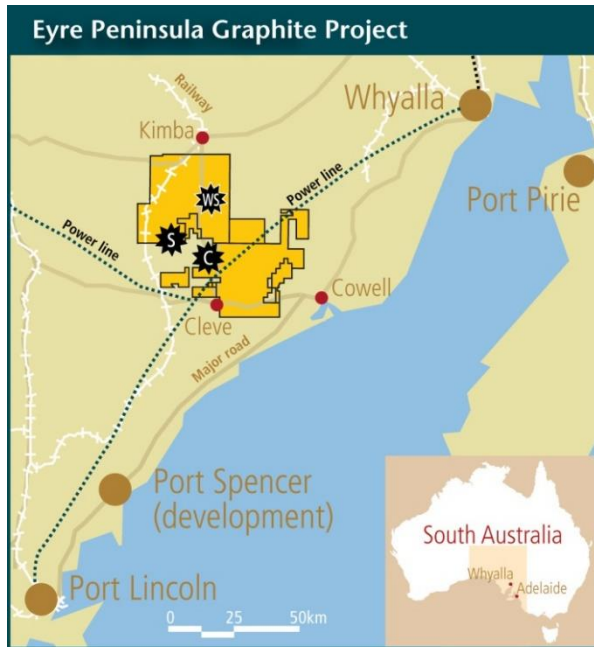 Eyre Peninsula Graphite Project
Railway
Whyalla
Kimba
Port Pirie
Power line
WS
Power line
S
C
Cowell
Cleve
Major road
Port Spencer
(development)
South Australia
Whyalla
Adelaide
Port Lincoln
0 25 50km